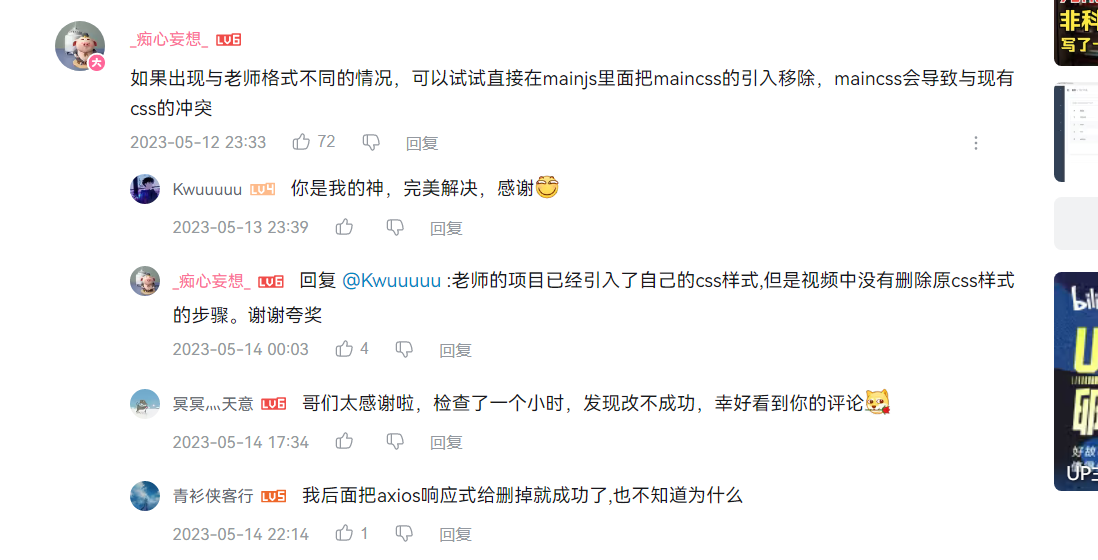 _痴心妄想_ LV6
大
如果出现与老师格式不同的情况，可以试试直接在mainjs里面把maincss的引入移除，maincss会导致与现有
css的冲突
2023-05-12 23:33 72 回复
Kwuuuuu LV4 你是我的神，完美解决，感谢
2023-05-13 23:39 回复
_痴心妄想_ LV6 回复 @Kwuuuuu :老师的项目已经引入了自己的css样式,但是视频中没有删除原css样式
的步骤。谢谢夸奖
2023-05-14 00:03 4 回复
冥冥灬天意 LV6 哥们太感谢啦，检查了一个小时，发现改不成功，幸好看到你的评论
2023-05-14 17:34 回复
青衫侠客行 LV5 我后面把axios响应式给删掉就成功了,也不知道为什么
2023-05-14 22:14 1 回复
非科
写了一
bili
UP主